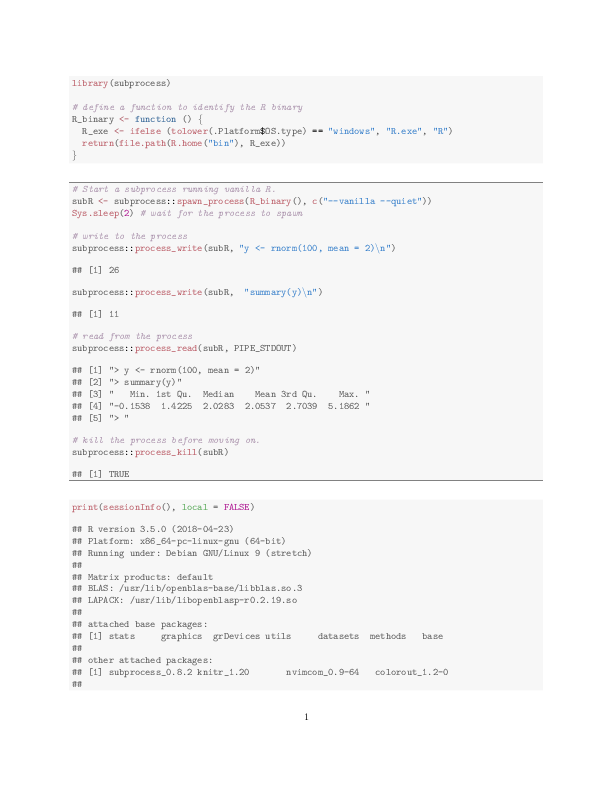 library(subprocess)
# define a function to identify the R binary
R_binary <- function () {
  R_exe <- ifelse (tolower(.Platform$OS.type) == "windows", "R.exe", "R")
  return(file.path(R.home("bin"), R_exe))
}
# Start a subprocess running vanilla R.
subR <- subprocess::spawn_process(R_binary(), c("--vanilla --quiet"))
Sys.sleep(2) # wait for the process to spawn
# write to the process
subprocess::process_write(subR, "y <- rnorm(100, mean = 2)\n")
## [1] 26
subprocess::process_write(subR,  "summary(y)\n")
## [1] 11
# read from the process
subprocess::process_read(subR, PIPE_STDOUT)
## [1] "> y <- rnorm(100, mean = 2)"
## [2] "> summary(y)"
## [3] "   Min. 1st Qu.  Median    Mean 3rd Qu.    Max. "
## [4] "-0.1538  1.4225  2.0283  2.0537  2.7039  5.1862 "
## [5] "> "
# kill the process before moving on.
subprocess::process_kill(subR)
## [1] TRUE
print(sessionInfo(), local = FALSE)
## R version 3.5.0 (2018-04-23)
## Platform: x86_64-pc-linux-gnu (64-bit)
## Running under: Debian GNU/Linux 9 (stretch)
##
## Matrix products: default
## BLAS: /usr/lib/openblas-base/libblas.so.3
## LAPACK: /usr/lib/libopenblasp-r0.2.19.so
##
## attached base packages:
## [1] stats     graphics  grDevices utils     datasets  methods   base
##
## other attached packages:
## [1] subprocess_0.8.2 knitr_1.20       nvimcom_0.9-64   colorout_1.2-0
##
1